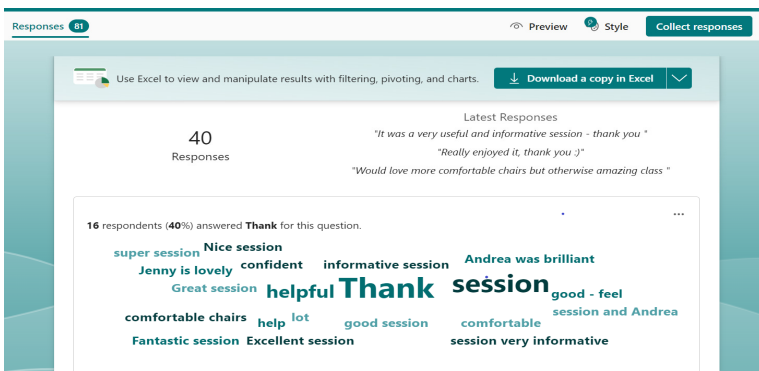 Responses 81 Preview Style Collect responses
Use Excel to view and manipulate results with filtering, pivoting, and charts. Download a copy in Excel
40
Responses
Latest Responses
"It was a very useful and informative session - thank you "
"Really enjoyed it, thank you :)"
"Would love more comfortable chairs but otherwise amazing class "
16 respondents (40%) answered Thank for this question.
super session Nice session
Jenny is lovely confident informative session Andrea was brilliant
Great session helpful Thank session good - feel
comfortable chairs help lot good session comfortable session and Andrea
Fantastic session Excellent session session very informative